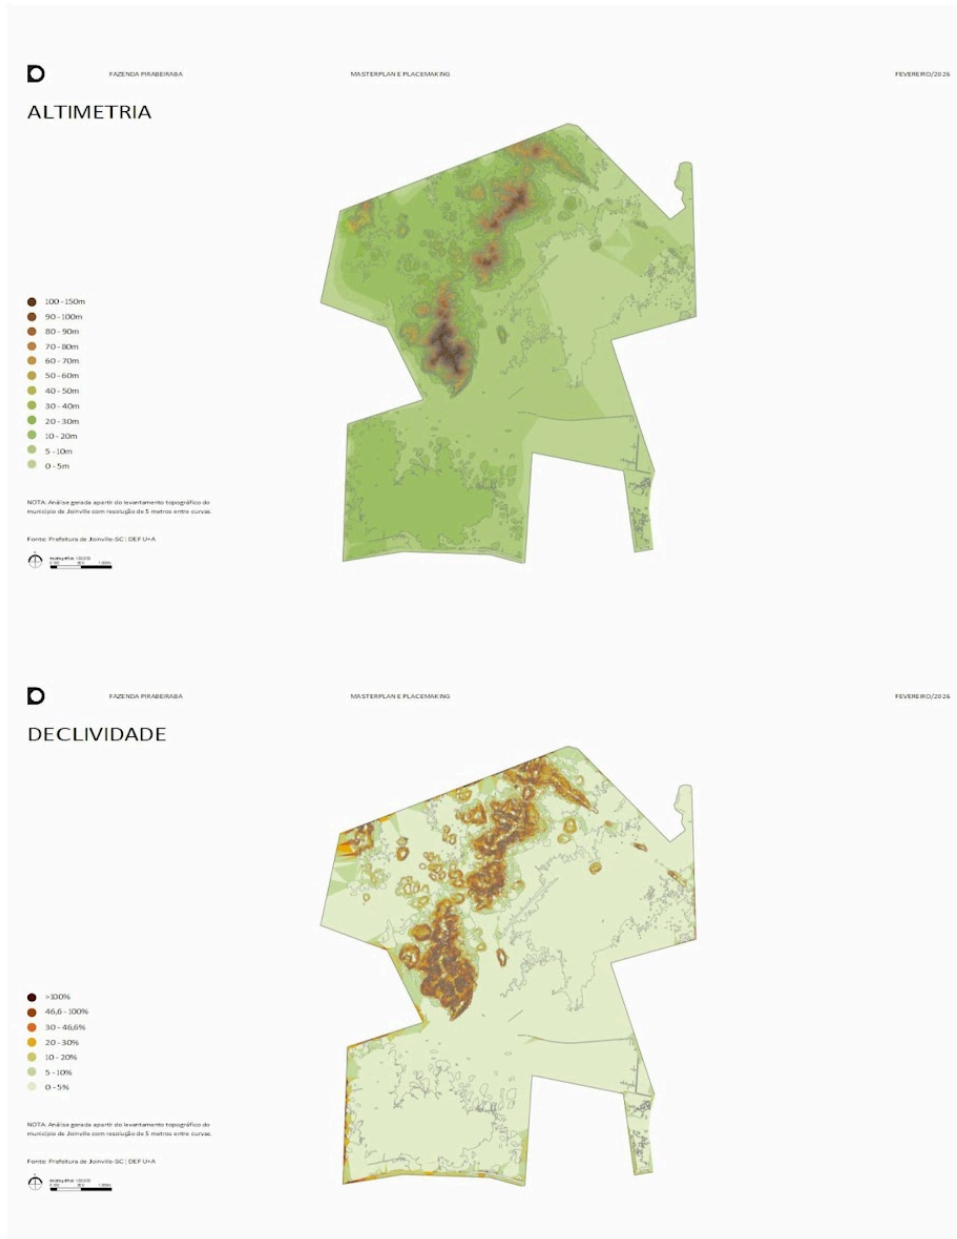 FAZENDA PIRABEIRABA
MASTERPLAN E PLACEMAKING
FEVEREIRO/2026
ALTIMETRIA
100 - 150m
90 - 100m
80 - 90m
70 - 80m
60 - 70m
50 - 60m
40 - 50m
30 - 40m
20 - 30m
10 - 20m
5 - 10m
0 - 5m
NOTA: Análise gerada apartir do levantamento topográfico do
município de Joinville com resolução de 5 metros entre curvas.
Fonte: Prefeitura de Joinville-SC | DEF U+A
FAZENDA PIRABEIRABA
MASTERPLAN E PLACEMAKING
FEVEREIRO/2026
DECLIVIDADE
>100%
46,6 - 100%
30 - 46,6%
20 - 30%
10 - 20%
5 - 10%
0 - 5%
NOTA: Análise gerada apartir do levantamento topográfico do
município de Joinville com resolução de 5 metros entre curvas.
Fonte: Prefeitura de Joinville-SC | DEF U+A